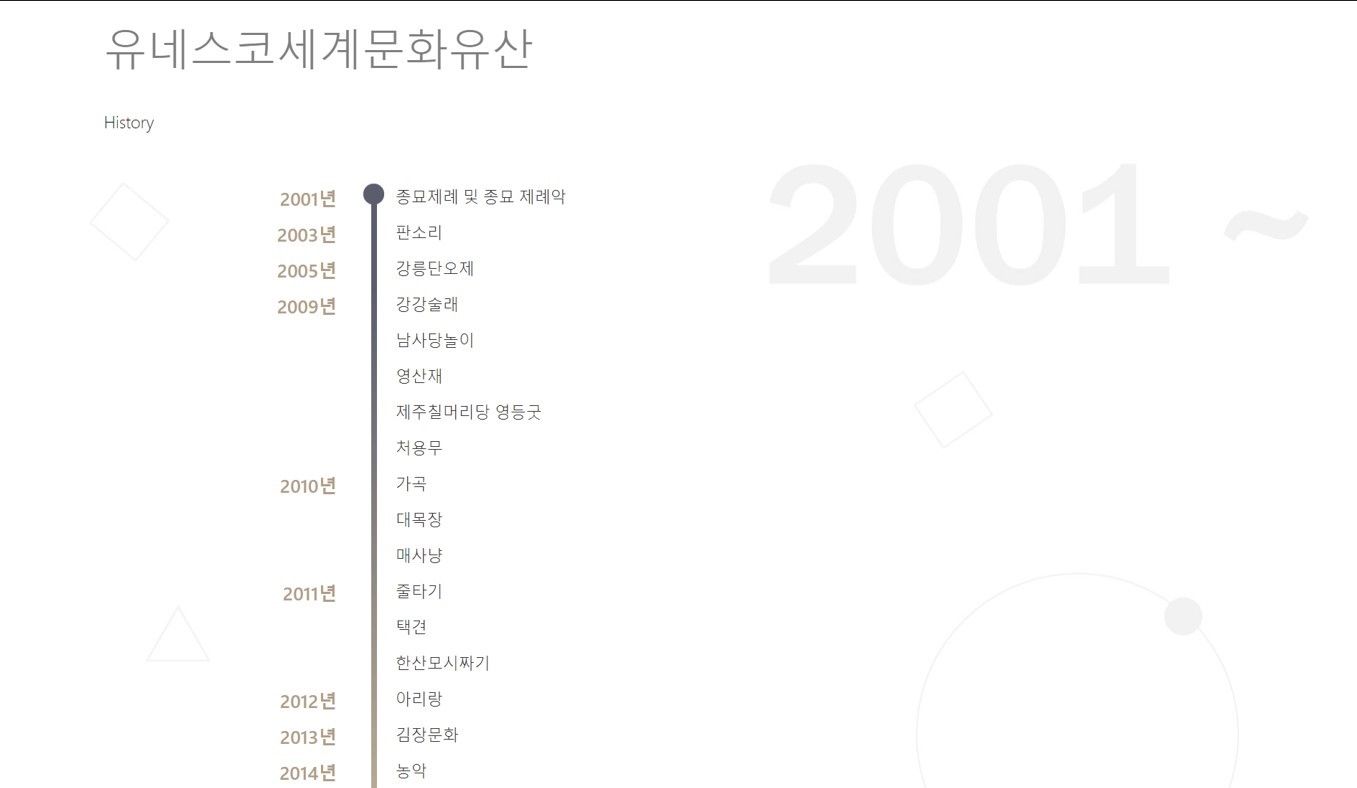 유네스코세계문화유산
History
2001 ~
2001년 종묘제례 및 종묘 제례악
2003년 판소리
2005년 강릉단오제
2009년 강강술래
남사당놀이
영산재
제주칠머리당 영등굿
처용무
2010년 가곡
대목장
매사냥
2011년 줄타기
택견
한산모시짜기
2012년 아리랑
2013년 김장문화
2014년 농악